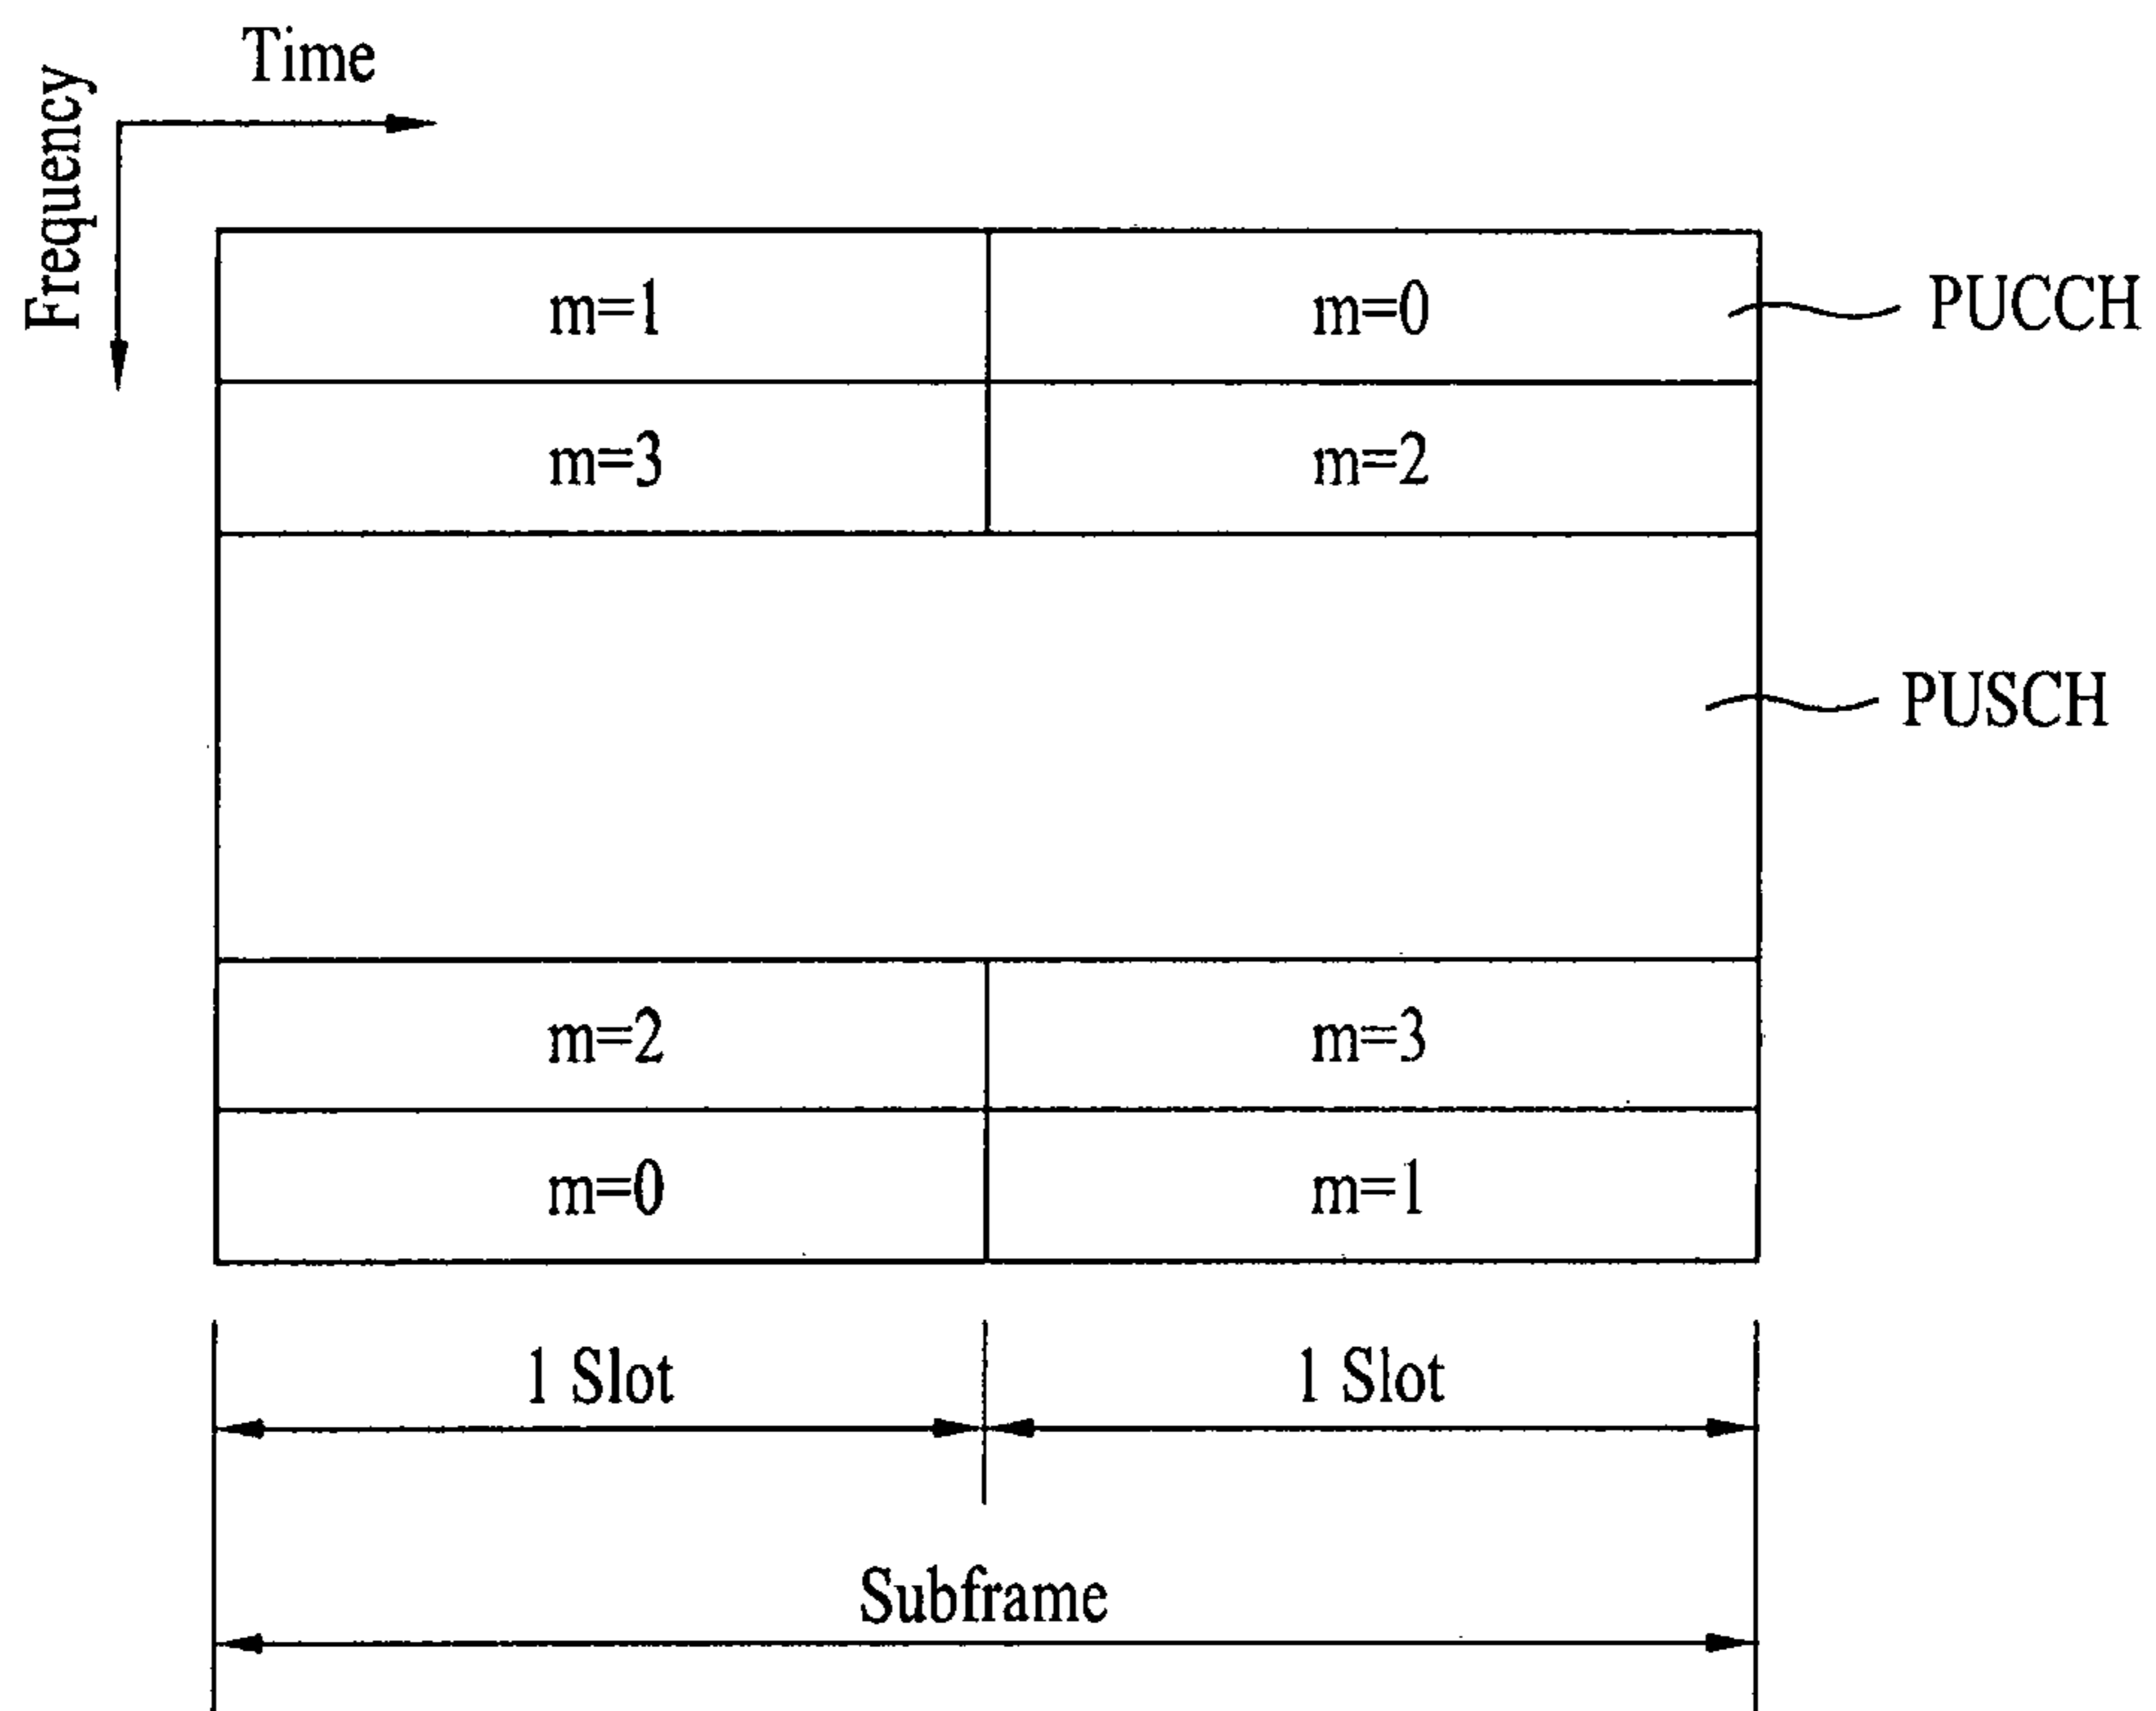 Time
Frequency
m=1
m=0
PUCCH
m=3
m=2
PUSCH
m=2
m=3
m=0
m=1
1 Slot
1 Slot
Subframe